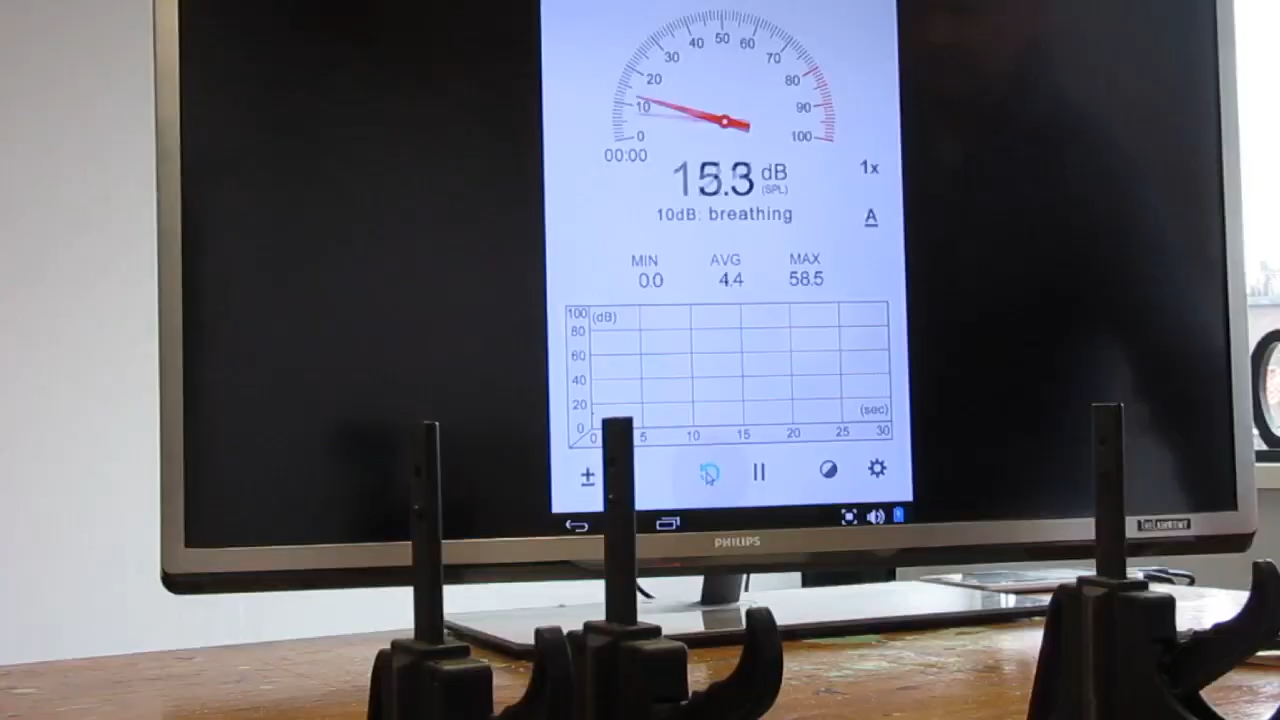 40 50 60
30 70
20 80
10 90
0 100
00:00
15.3 dB
(SPL)
1x
10dB: breathing
A
MIN AVG MAX
0.0 4.4 58.5
100 (dB)
80
60
40
20 (sec)
0
0 5 10 15 20 25 30
PHILIPS